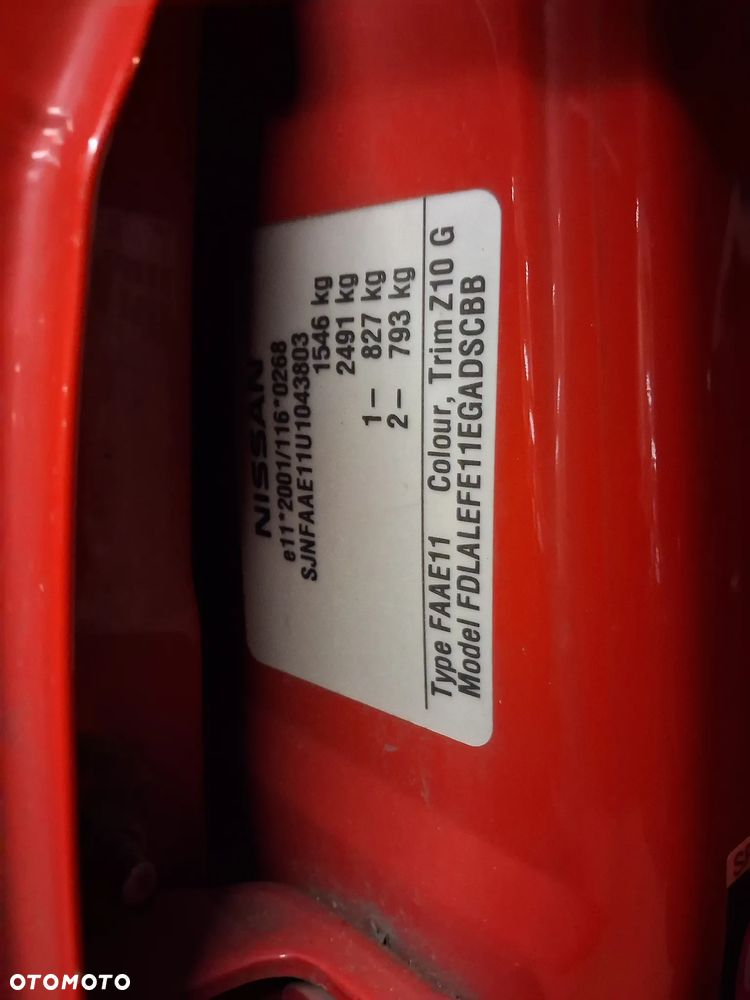 NISSAN
e11*2001/116*0268
SJNFAAE11U1043803
1546 kg
2491 kg
1– 827 kg
2– 793 kg
Type FAAE11 Colour, Trim Z10 G
Model FDLALEFE11EGADSCBB
OTOMOTO